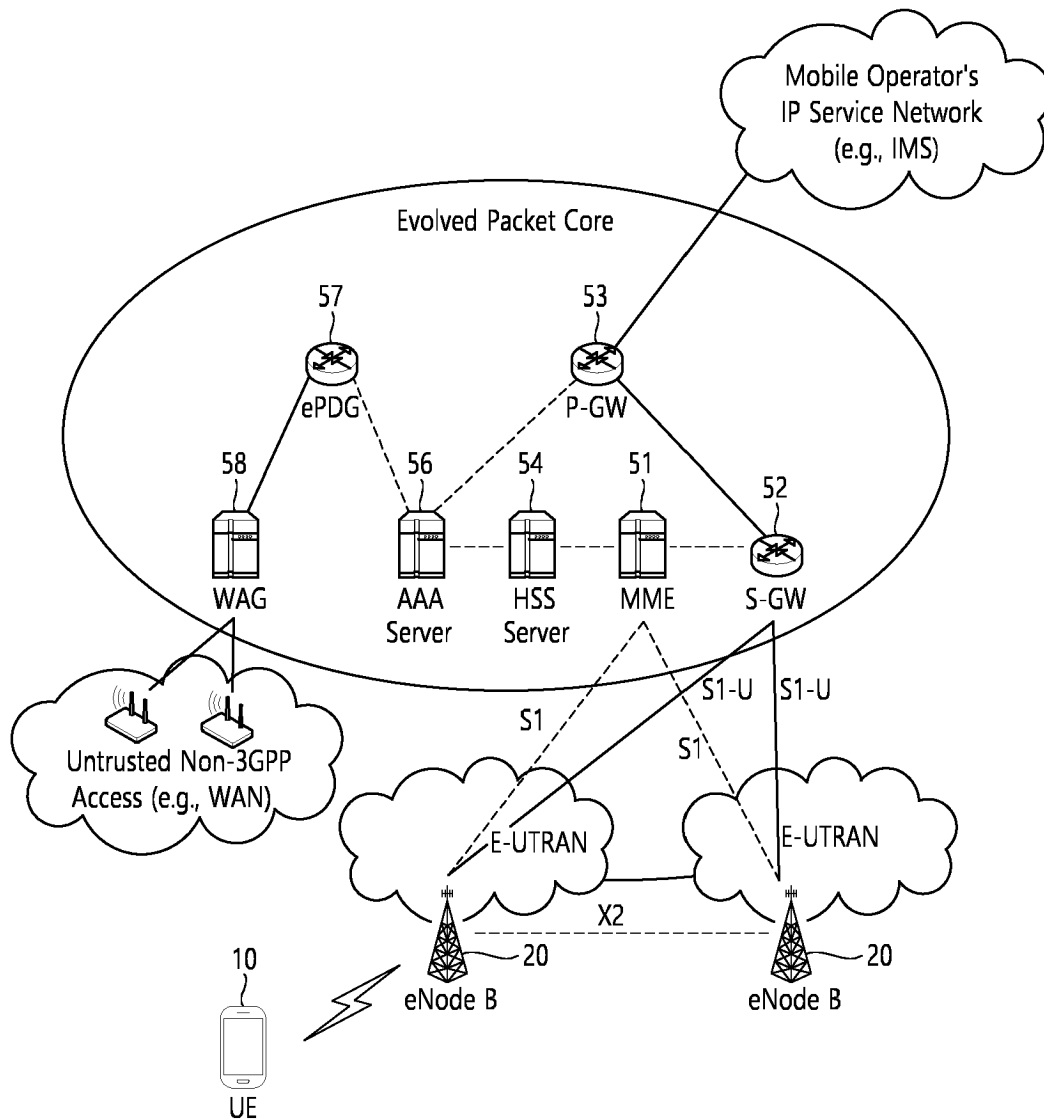 Mobile Operator's
IP Service Network
(e.g., IMS)
Evolved Packet Core
57
53
ePDG
P-GW
58
56
54
51
52
WAG
AAA
Server
HSS
Server
MME
S-GW
S1
S1-U
S1-U
S1
Untrusted Non-3GPP
Access (e.g., WAN)
E-UTRAN
E-UTRAN
X2
10
20
20
eNode B
eNode B
UE